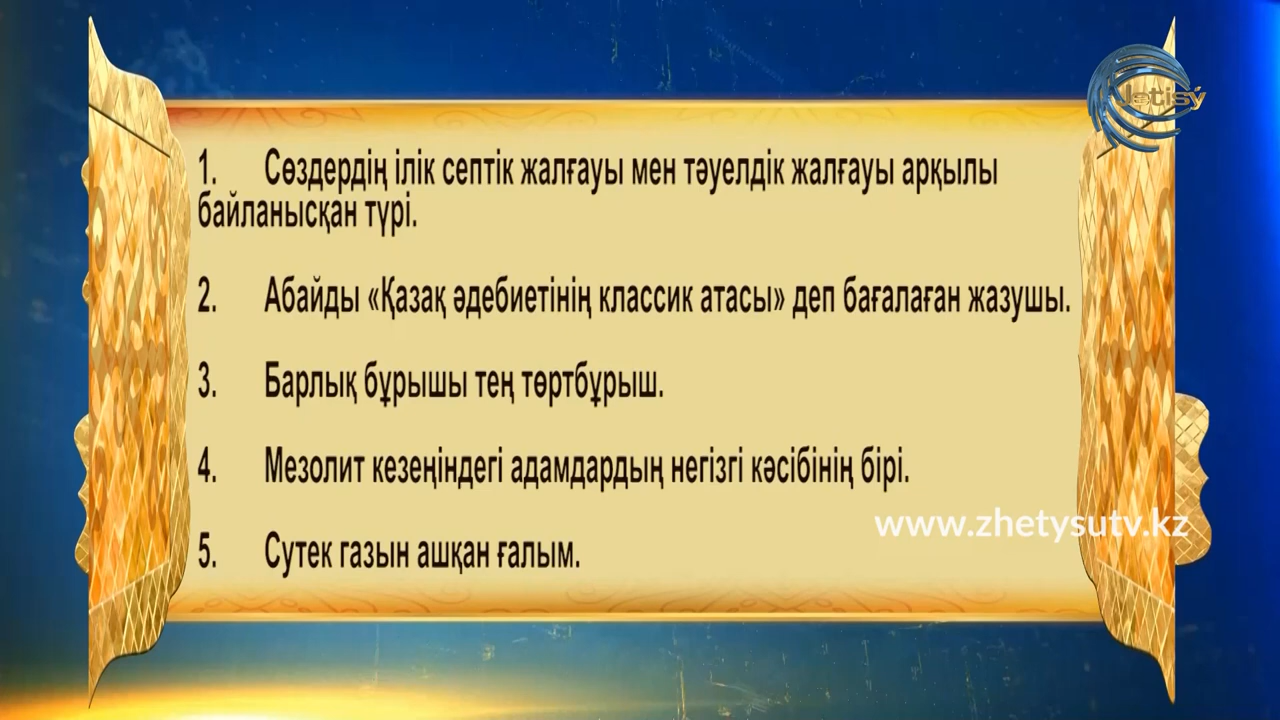 Jetisý
1. Сөздердің ілік септік жалғауы мен тәуелдік жалғауы арқылы
байланысқан түрі.
2. Абайды «Қазақ әдебиетінің классик атасы» деп бағалаған жазушы.
3. Барлық бұрышы тең төртбұрыш.
4. Мезолит кезеңіндегі адамдардың негізгі кәсібінің бірі.
www.zhetysutv.kz
5. Сутек газын ашқан ғалым.